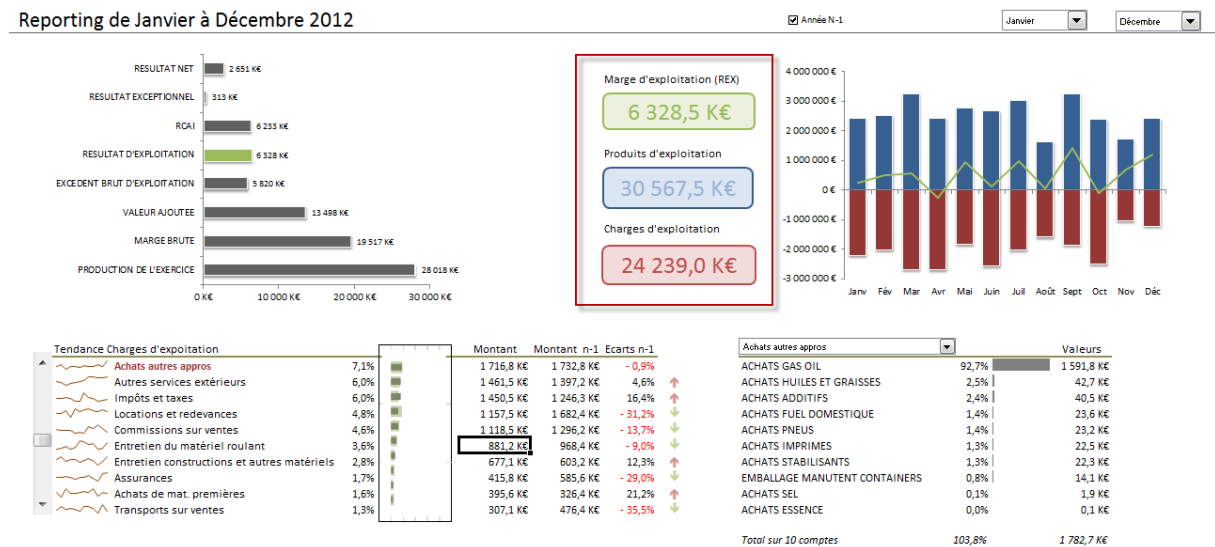 Reporting de Janvier à Décembre 2012
Année N-1
Janvier
Décembre
RESULTAT NET 2 651 K€
RESULTAT EXCEPTIONNEL 313 K€
RCAI 6 233 K€
RESULTAT D'EXPLOITATION 6 328 K€
EXCEDENT BRUT D'EXPLOITATION 5 820 K€
VALEUR AJOUTEE 13 498 K€
MARGE BRUTE 19 517 K€
PRODUCTION DE L'EXERCICE 28 018 K€
0 K€ 10 000 K€ 20 000 K€ 30 000 K€
Marge d'exploitation (REX)
6 328,5 K€
Produits d'exploitation
30 567,5 K€
Charges d'exploitation
24 239,0 K€
4 000 000 €
3 000 000 €
2 000 000 €
1 000 000 €
0 €
-1 000 000 €
-2 000 000 €
-3 000 000 €
Janv Fév Mar Avr Mai Juin Juil Août Sept Oct Nov Déc
Tendance Charges d'expoitation Montant Montant n-1 Ecarts n-1
Achats autres appros 7,1% 1 716,8 K€ 1 732,8 K€ - 0,9%
Autres services extérieurs 6,0% 1 461,5 K€ 1 397,2 K€ 4,6%
Impôts et taxes 6,0% 1 450,5 K€ 1 246,3 K€ 16,4%
Locations et redevances 4,8% 1 157,5 K€ 1 682,4 K€ - 31,2%
Commissions sur ventes 4,6% 1 118,5 K€ 1 296,2 K€ - 13,7%
Entretien du matériel roulant 3,6% 881,2 K€ 968,4 K€ - 9,0%
Entretien constructions et autres matériels 2,8% 677,1 K€ 603,2 K€ 12,3%
Assurances 1,7% 415,8 K€ 585,6 K€ - 29,0%
Achats de mat. premières 1,6% 395,6 K€ 326,4 K€ 21,2%
Transports sur ventes 1,3% 307,1 K€ 476,4 K€ - 35,5%
Achats autres appros Valeurs
ACHATS GAS OIL 92,7% 1 591,8 K€
ACHATS HUILES ET GRAISSES 2,5% 42,7 K€
ACHATS ADDITIFS 2,4% 40,5 K€
ACHATS FUEL DOMESTIQUE 1,4% 23,6 K€
ACHATS PNEUS 1,4% 23,2 K€
ACHATS IMPRIMES 1,3% 22,5 K€
ACHATS STABILISANTS 1,3% 22,3 K€
EMBALLAGE MANUTENT CONTAINERS 0,8% 14,1 K€
ACHATS SEL 0,1% 1,9 K€
ACHATS ESSENCE 0,0% 0,1 K€
Total sur 10 comptes 103,8% 1 782,7 K€